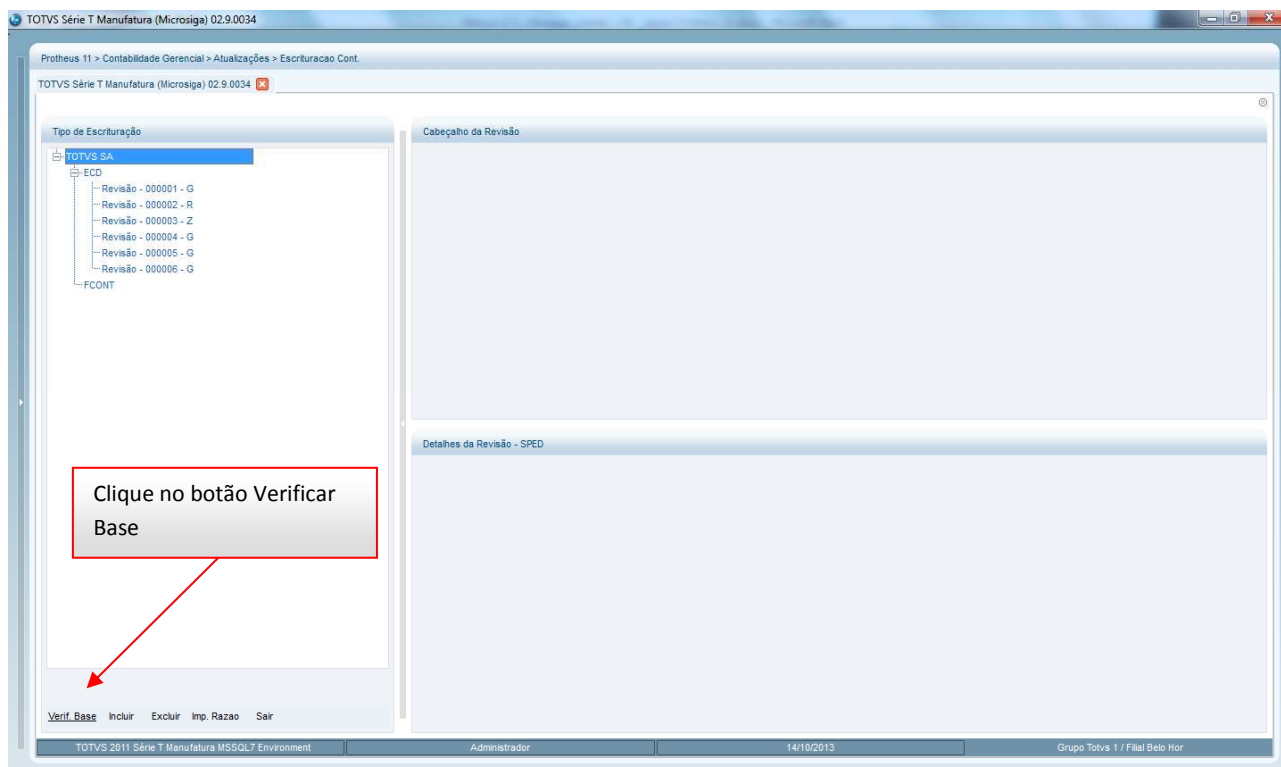 TOTVS Série T Manufatura (Microsiga) 02.9.0034
Protheus 11 > Contabilidade Gerencial > Atualizações > Escrituracao Cont.
TOTVS Série T Manufatura (Microsiga) 02.9.0034
Tipo de Escrituração
Cabeçalho da Revisão
TOTVS SA
ECD
Revisão - 000001 - G
Revisão - 000002 - R
Revisão - 000003 - Z
Revisão - 000004 - G
Revisão - 000005 - G
Revisão - 000006 - G
FCONT
Detalhes da Revisão - SPED
Clique no botão Verificar
Base
Verif. Base Incluir Excluir Imp. Razao Sair
TOTVS 2011 Série T Manufatura MSSQL7 Environment Administrador 14/10/2013 Grupo Totvs 1 / Filial Belo Hor